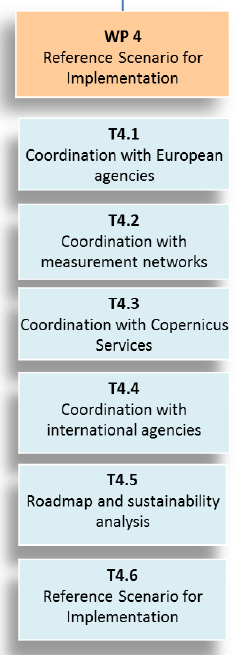 WP 4
Reference Scenario for
Implementation
T4.1
Coordination with European
agencies
T4.2
Coordination with
measurement networks
T4.3
Coordination with Copernicus
Services
T4.4
Coordination with
international agencies
T4.5
Roadmap and sustainability
analysis
T4.6
Reference Scenario for
Implementation